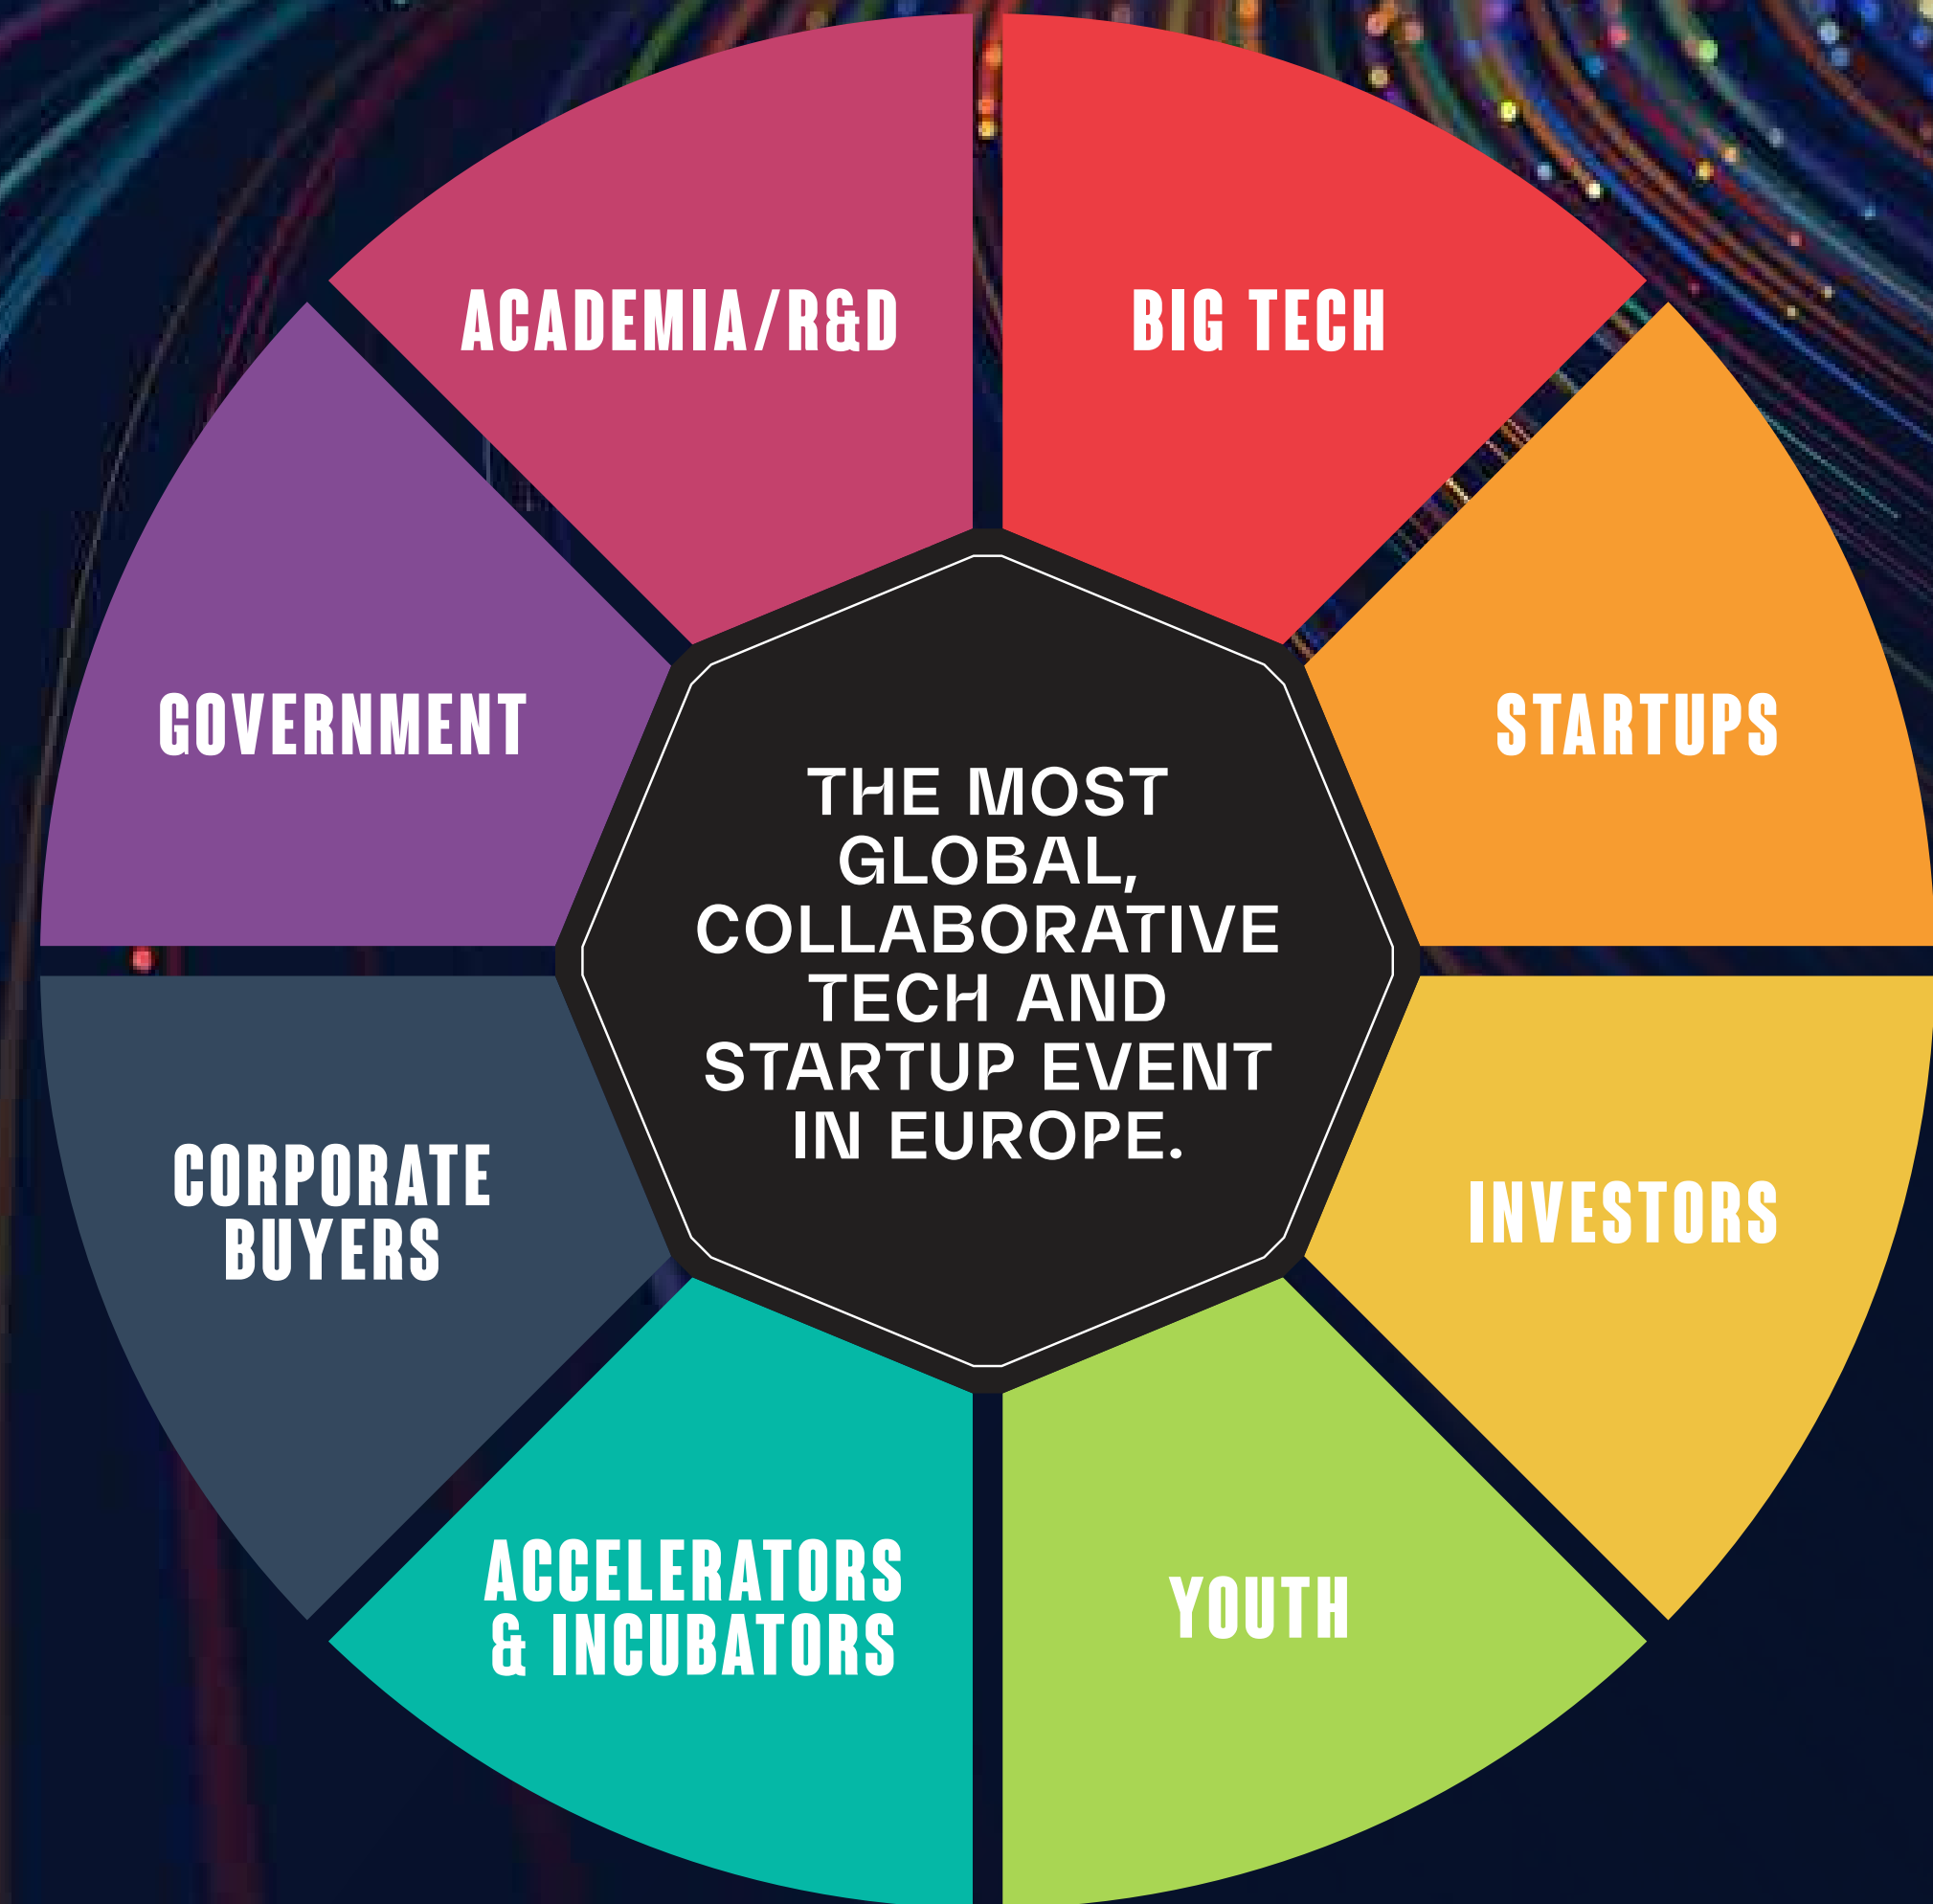 ACADEMIA/R&D
BIG TECH
GOVERNMENT
STARTUPS
THE MOST
GLOBAL,
COLLABORATIVE
TECH AND
STARTUP EVENT
IN EUROPE.
CORPORATE
BUYERS
INVESTORS
ACCELERATORS
& INCUBATORS
YOUTH